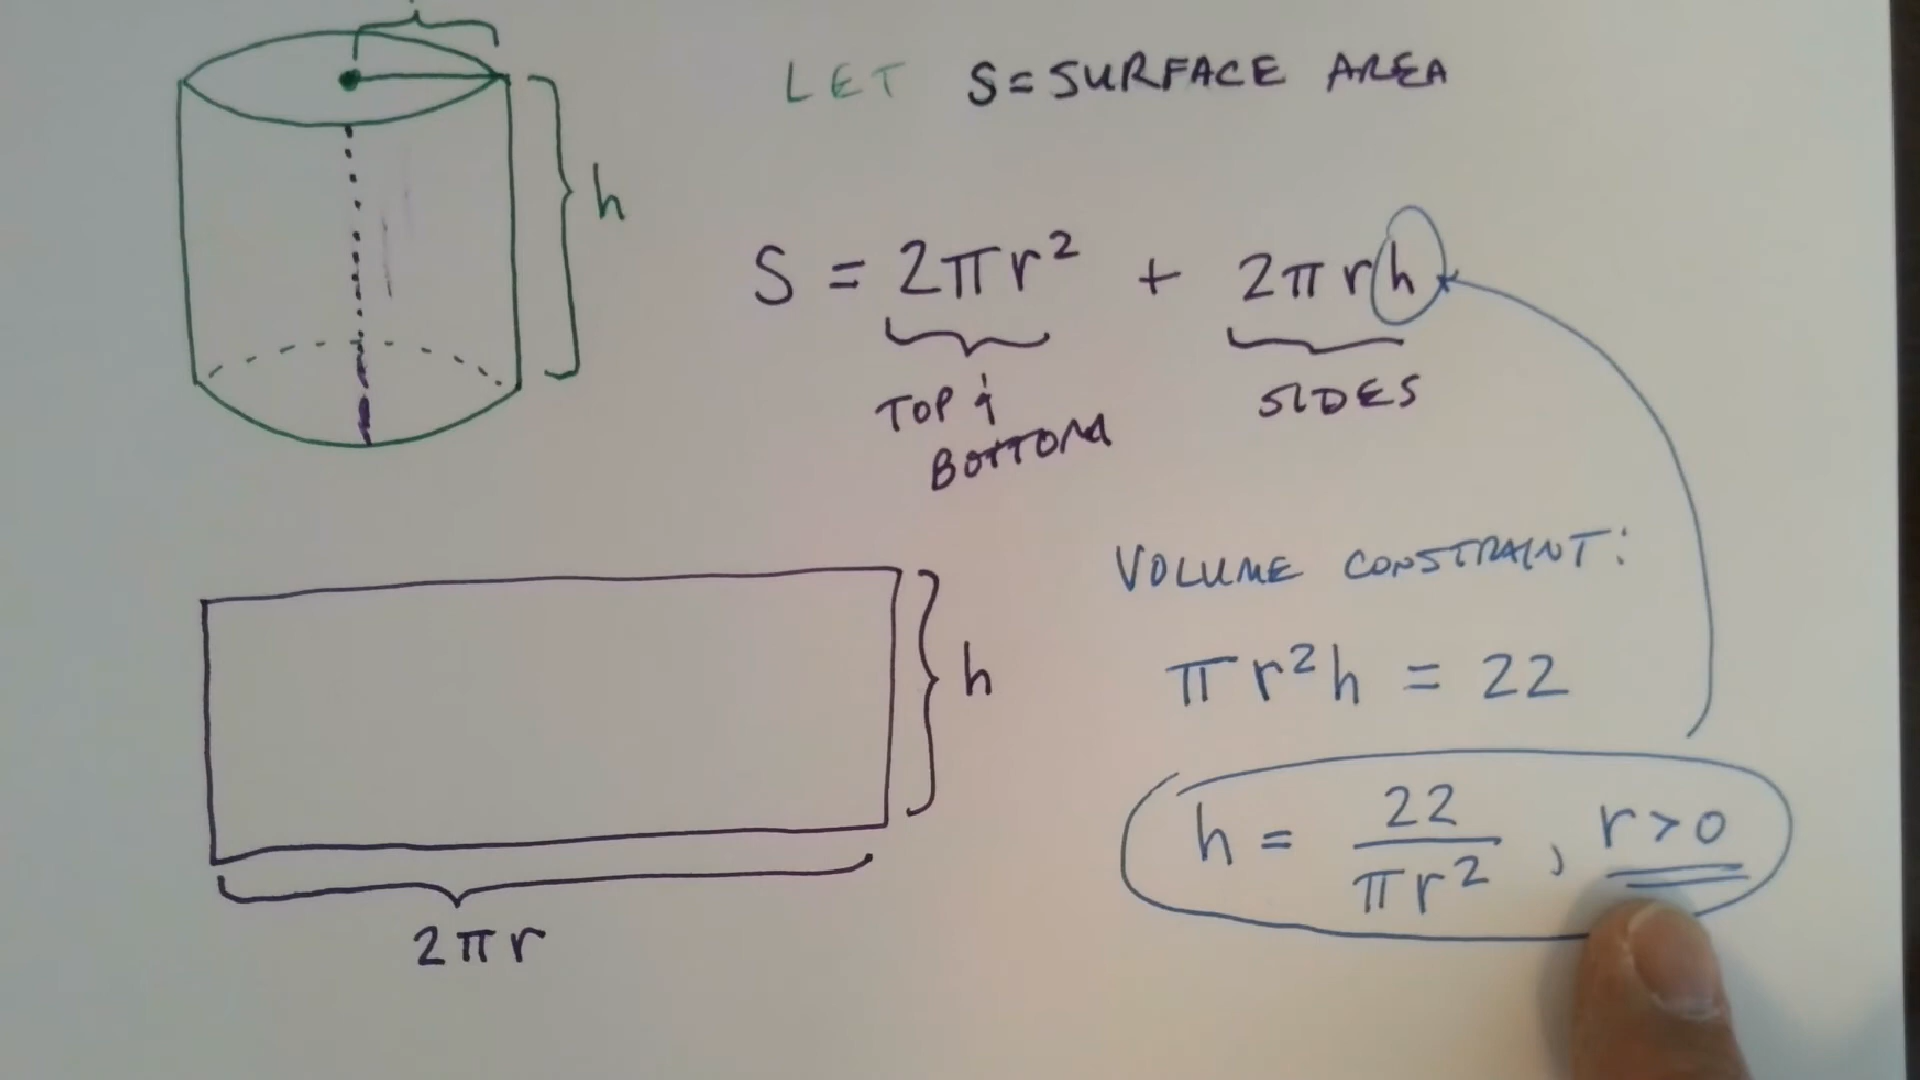 LET S = SURFACE AREA
h
S = 2πr² + 2πrh
TOP & BOTTOM
SIDES
VOLUME CONSTRAINT:
πr²h = 22
h
h = 22/πr², r>0
2πr